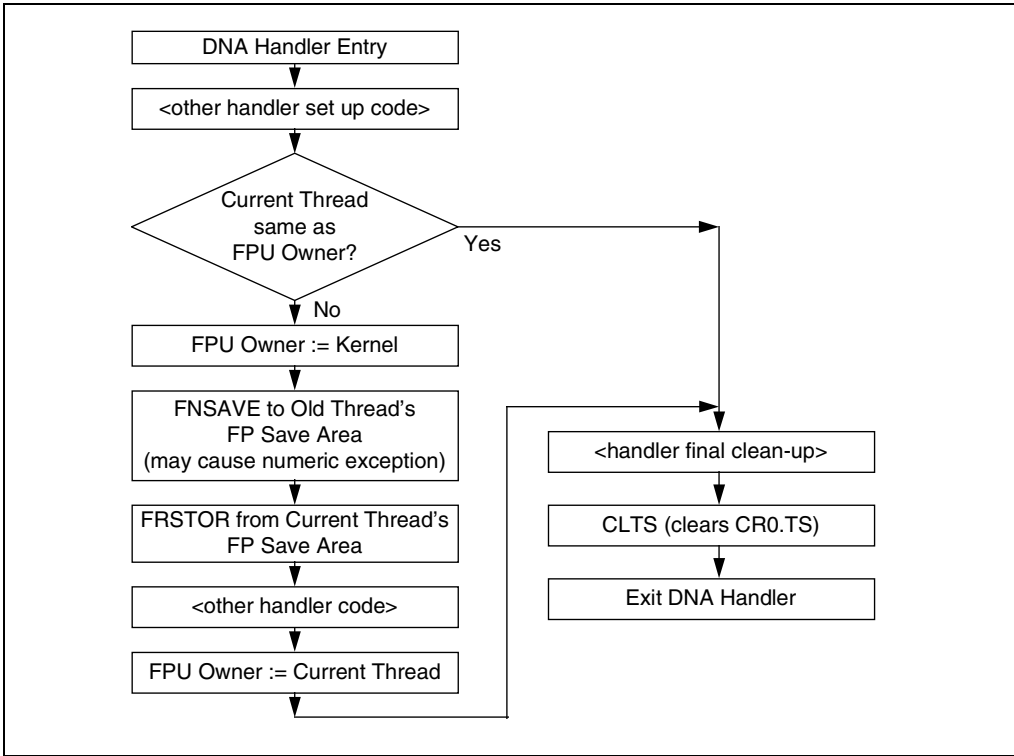 DNA Handler Entry
<other handler set up code>
Current Thread
same as
FPU Owner?
Yes
No
FPU Owner := Kernel
FNSAVE to Old Thread's
FP Save Area
(may cause numeric exception)
FRSTOR from Current Thread's
FP Save Area
<other handler code>
FPU Owner := Current Thread
<handler final clean-up>
CLTS (clears CR0.TS)
Exit DNA Handler